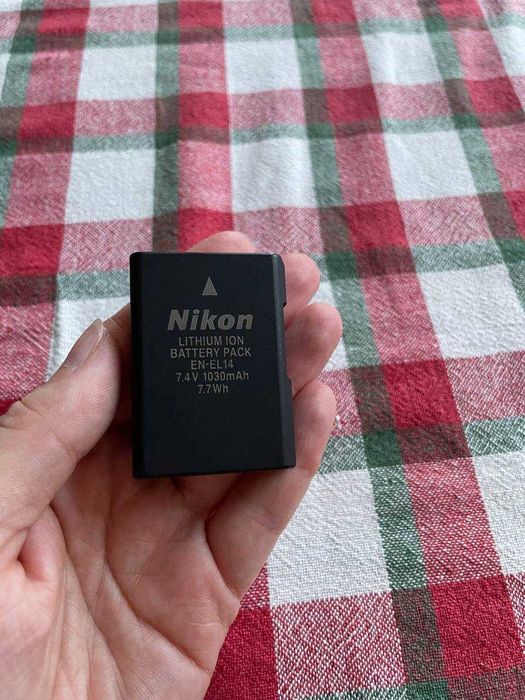 Nikon
LITHIUM ION
BATTERY PACK
EN-EL14
7.4V 1030mAh
7.7Wh